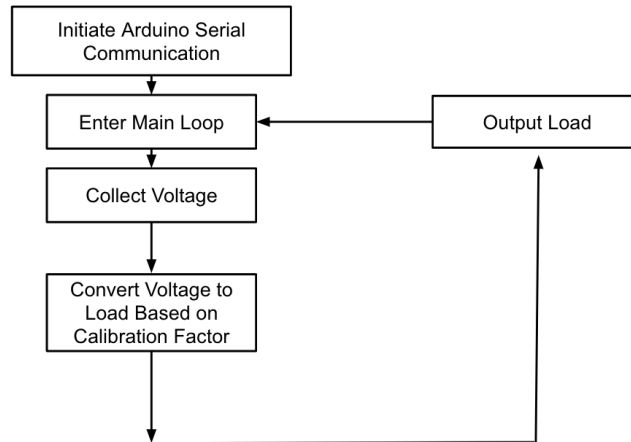 Initiate Arduino Serial
Communication
Enter Main Loop
Output Load
Collect Voltage
Convert Voltage to
Load Based on
Calibration Factor